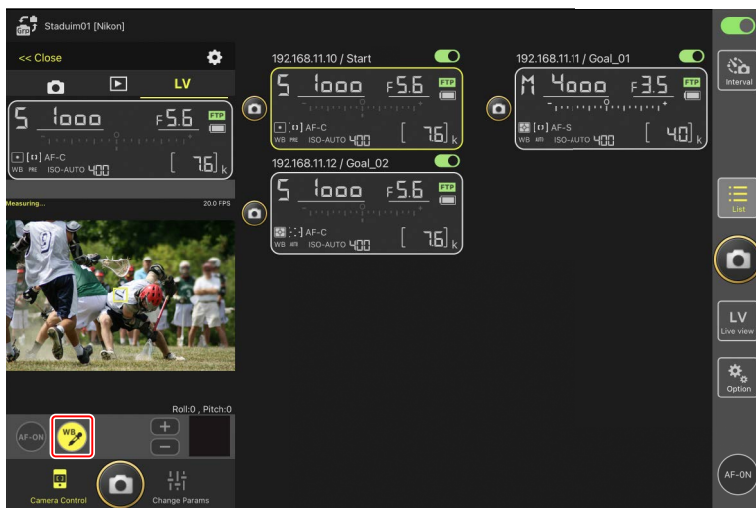 Grp
Staduim01 [Nikon]
<< Close
LV
S 1000 F5.6 FTP
AF-C
WB PRE ISO-AUTO 400 [ 7.6] k
Measuring... 20.0 FPS
Roll:0 , Pitch:0
AF-ON
WB
Camera Control
Change Params
192.168.11.10 / Start
S 1000 F5.6 FTP
AF-C
WB PRE ISO-AUTO 400 [ 7.6] k
192.168.11.11 / Goal_01
M 4000 F3.5 FTP
AF-S
WB AUTO ISO-AUTO 400 [ 4.0] k
192.168.11.12 / Goal_02
S 1000 F5.6 FTP
AF-C
WB AUTO ISO-AUTO 400 [ 7.6] k
Interval
List
LV
Live view
Option
AF-ON